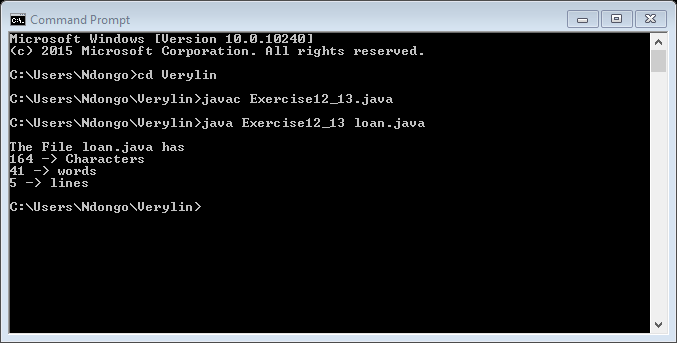 Command Prompt
Microsoft Windows [Version 10.0.10240]
(c) 2015 Microsoft Corporation. All rights reserved.
C:\Users\Ndongo>cd Verylin
C:\Users\Ndongo\Verylin>javac Exercise12_13.java
C:\Users\Ndongo\Verylin>java Exercise12_13 loan.java
The File loan.java has
164 -> Characters
41 -> words
5 -> lines
C:\Users\Ndongo\Verylin>